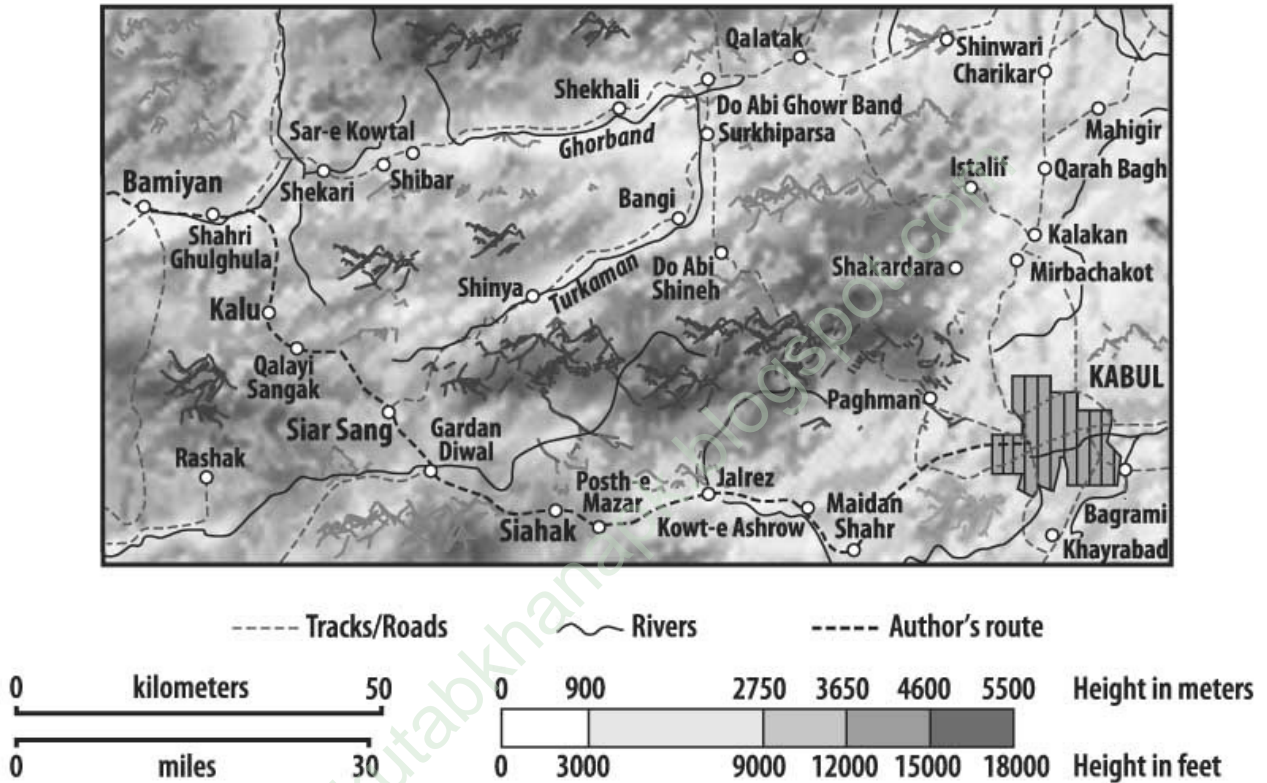 Qalatak
Shinwari
Charikar
Shekhali
Do Abi Ghowr Band
Mahigir
Sar-e Kowtal
Ghorband
Surkhiparsa
Istalif
Qarah Bagh
Bamiyan
Shekari
Shibar
Bangi
Shahri
Ghulghula
Kalakan
Do Abi
Shineh
Shakardara
Mirbachakot
Shinya
Turkaman
Kalu
Qalayi
Sangak
KABUL
Paghman
Siar Sang
Gardan
Diwal
Rashak
Posth-e
Mazar
Jalrez
Maidan
Shahr
Siahak
Kowt-e Ashrow
Bagrami
Khayrabad
Tracks/Roads
Rivers
Author's route
0 kilometers 50
0 900 2750 3650 4600 5500 Height in meters
0 miles 30
0 3000 9000 12000 15000 18000 Height in feet
kutabkhanapk.blogspot.com